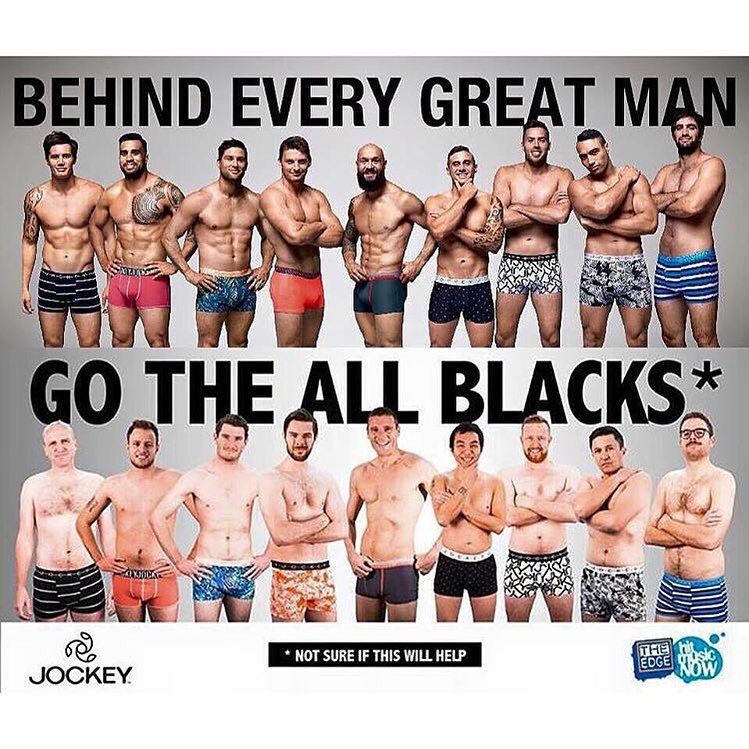 BEHIND EVERY GREAT MAN
GO THE ALL BLACKS*
JOCKEY
* NOT SURE IF THIS WILL HELP
THE
EDGE
hit
music
NOW